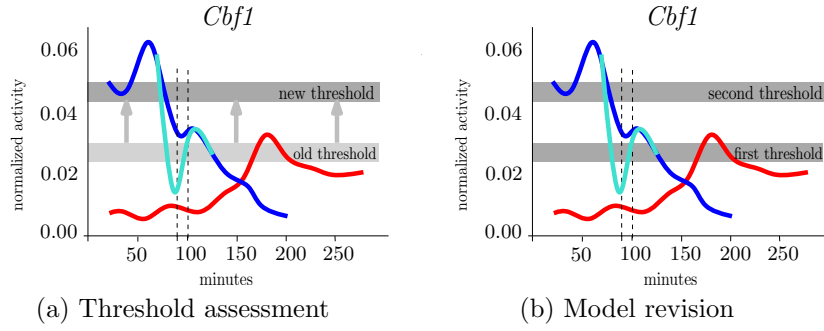 Cbf1
normalized activity
0.06
0.04
0.02
0.00
new threshold
old threshold
50
100
150
200
250
minutes
(a) Threshold assessment
Cbf1
normalized activity
0.06
0.04
0.02
0.00
second threshold
first threshold
50
100
150
200
250
minutes
(b) Model revision